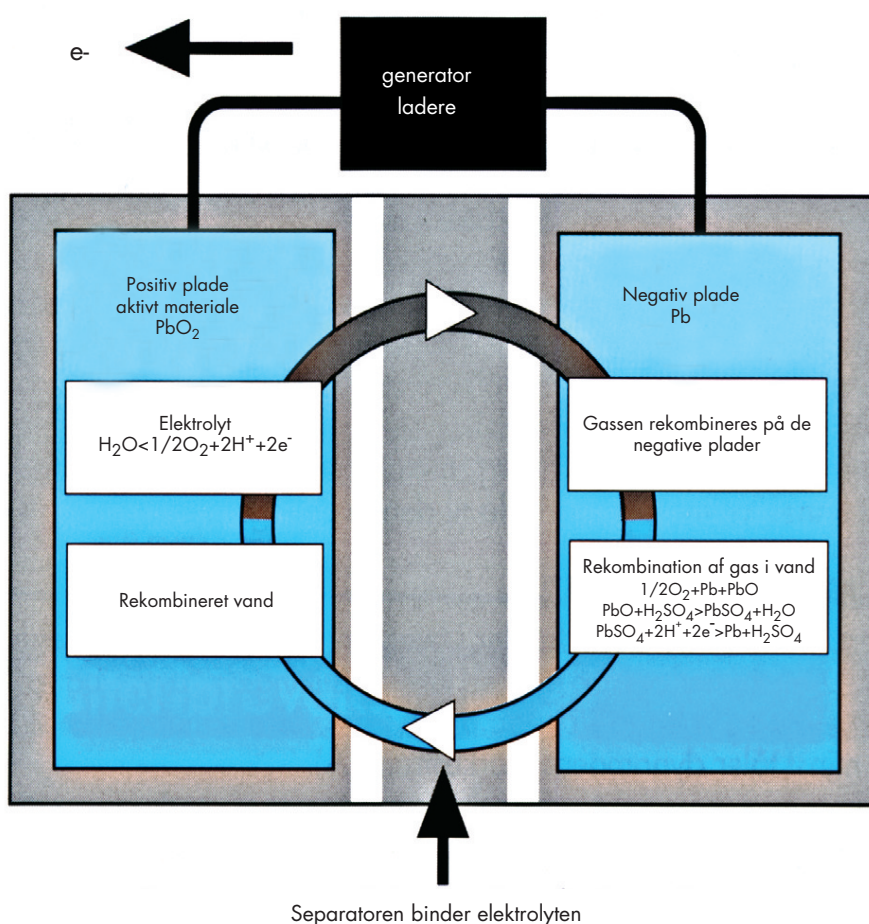 e-
generator
ladere
Positiv plade
aktivt materiale
PbO₂
Negativ plade
Pb
Elektrolyt
H₂O<1/2O₂+2H⁺+2e⁻
Gassen rekombineres på de
negative plader
Rekombineret vand
Rekombination af gas i vand
1/2O₂+Pb+PbO
PbO+H₂SO₄>PbSO₄+H₂O
PbSO₄+2H⁺+2e⁻>Pb+H₂SO₄
Separatoren binder elektrolyten